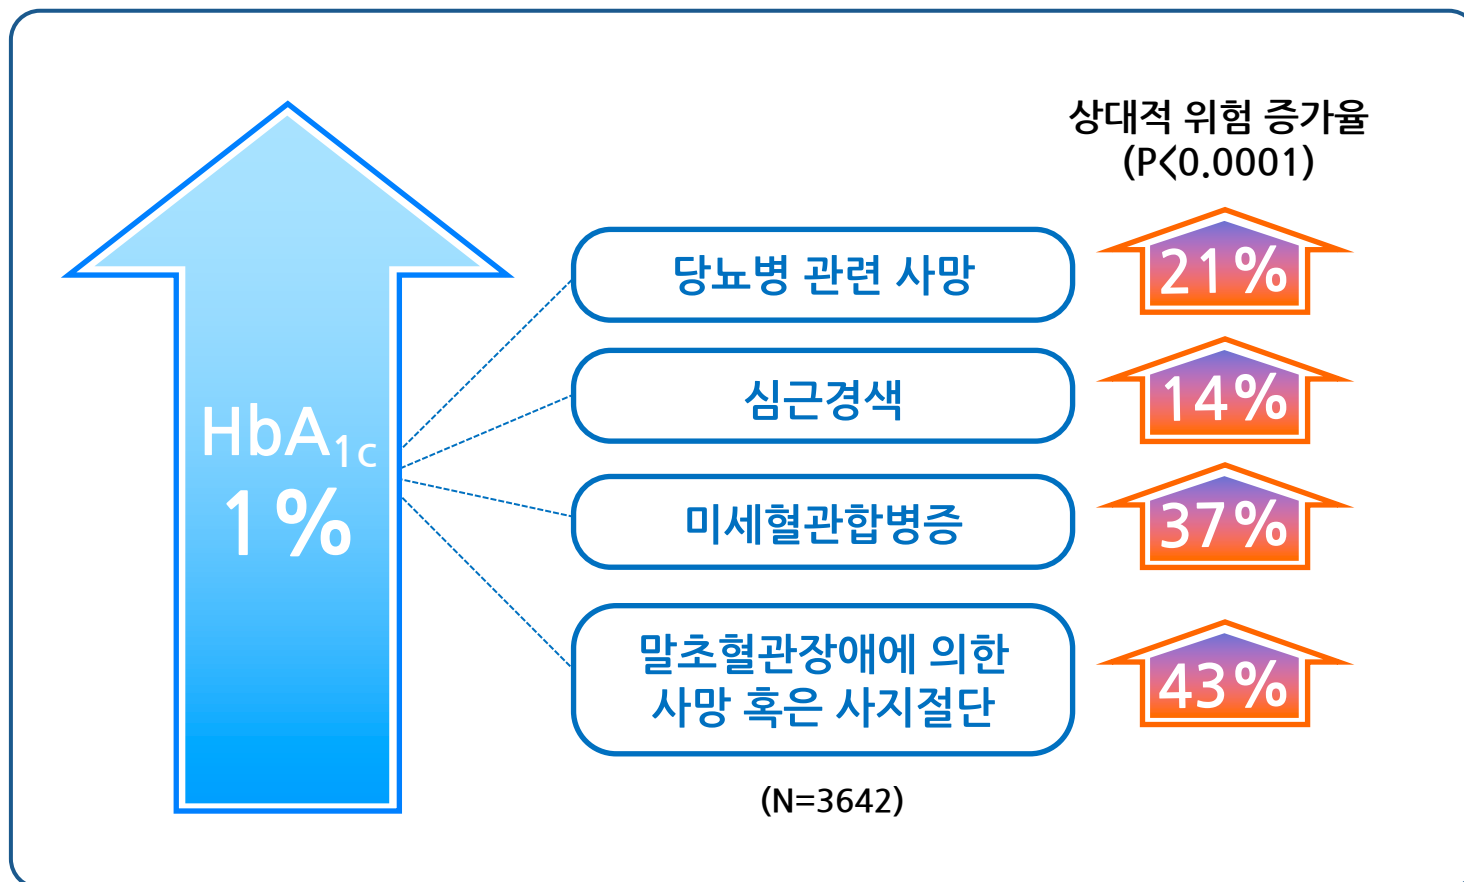 상대적 위험 증가율
(P<0.0001)
HbA1c
1%
당뇨병 관련 사망
21%
심근경색
14%
미세혈관합병증
37%
말초혈관장애에 의한
사망 혹은 사지절단
43%
(N=3642)